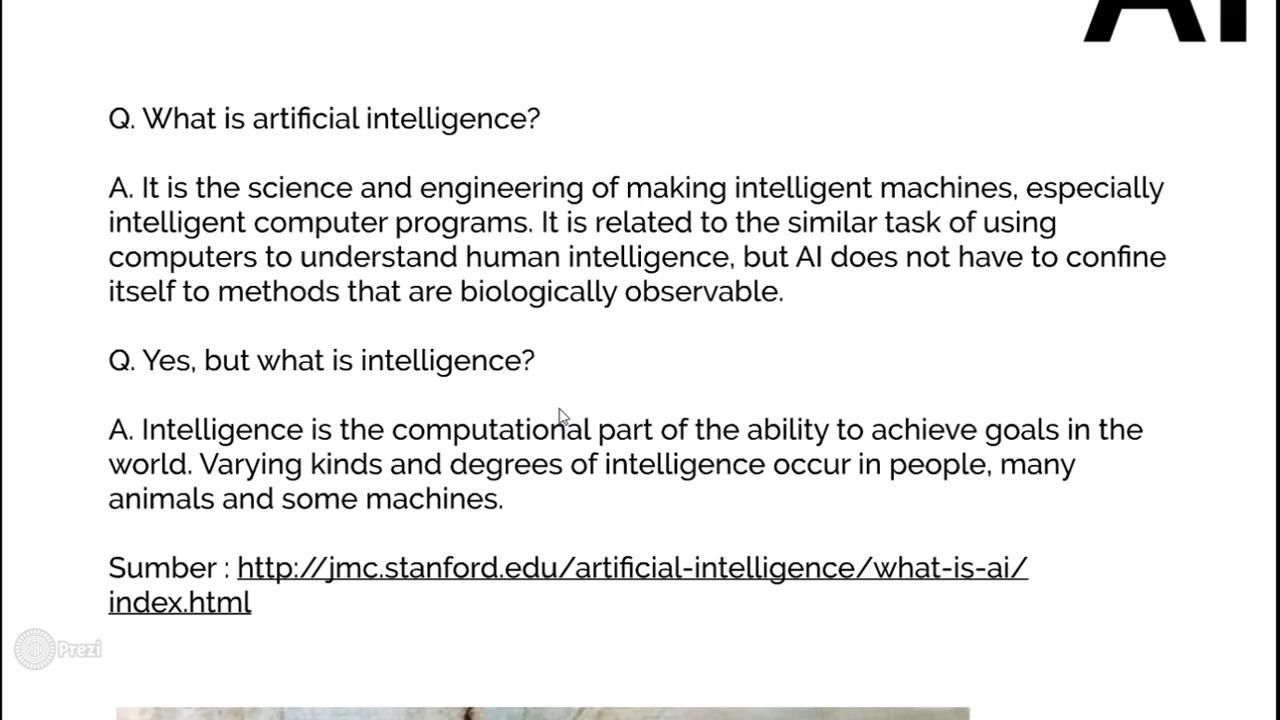 AI
Q. What is artificial intelligence?
A. It is the science and engineering of making intelligent machines, especially
intelligent computer programs. It is related to the similar task of using
computers to understand human intelligence, but AI does not have to confine
itself to methods that are biologically observable.
Q. Yes, but what is intelligence?
A. Intelligence is the computational part of the ability to achieve goals in the
world. Varying kinds and degrees of intelligence occur in people, many
animals and some machines.
Sumber : http://jmc.stanford.edu/artificial-intelligence/what-is-ai/
index.html
Prezi